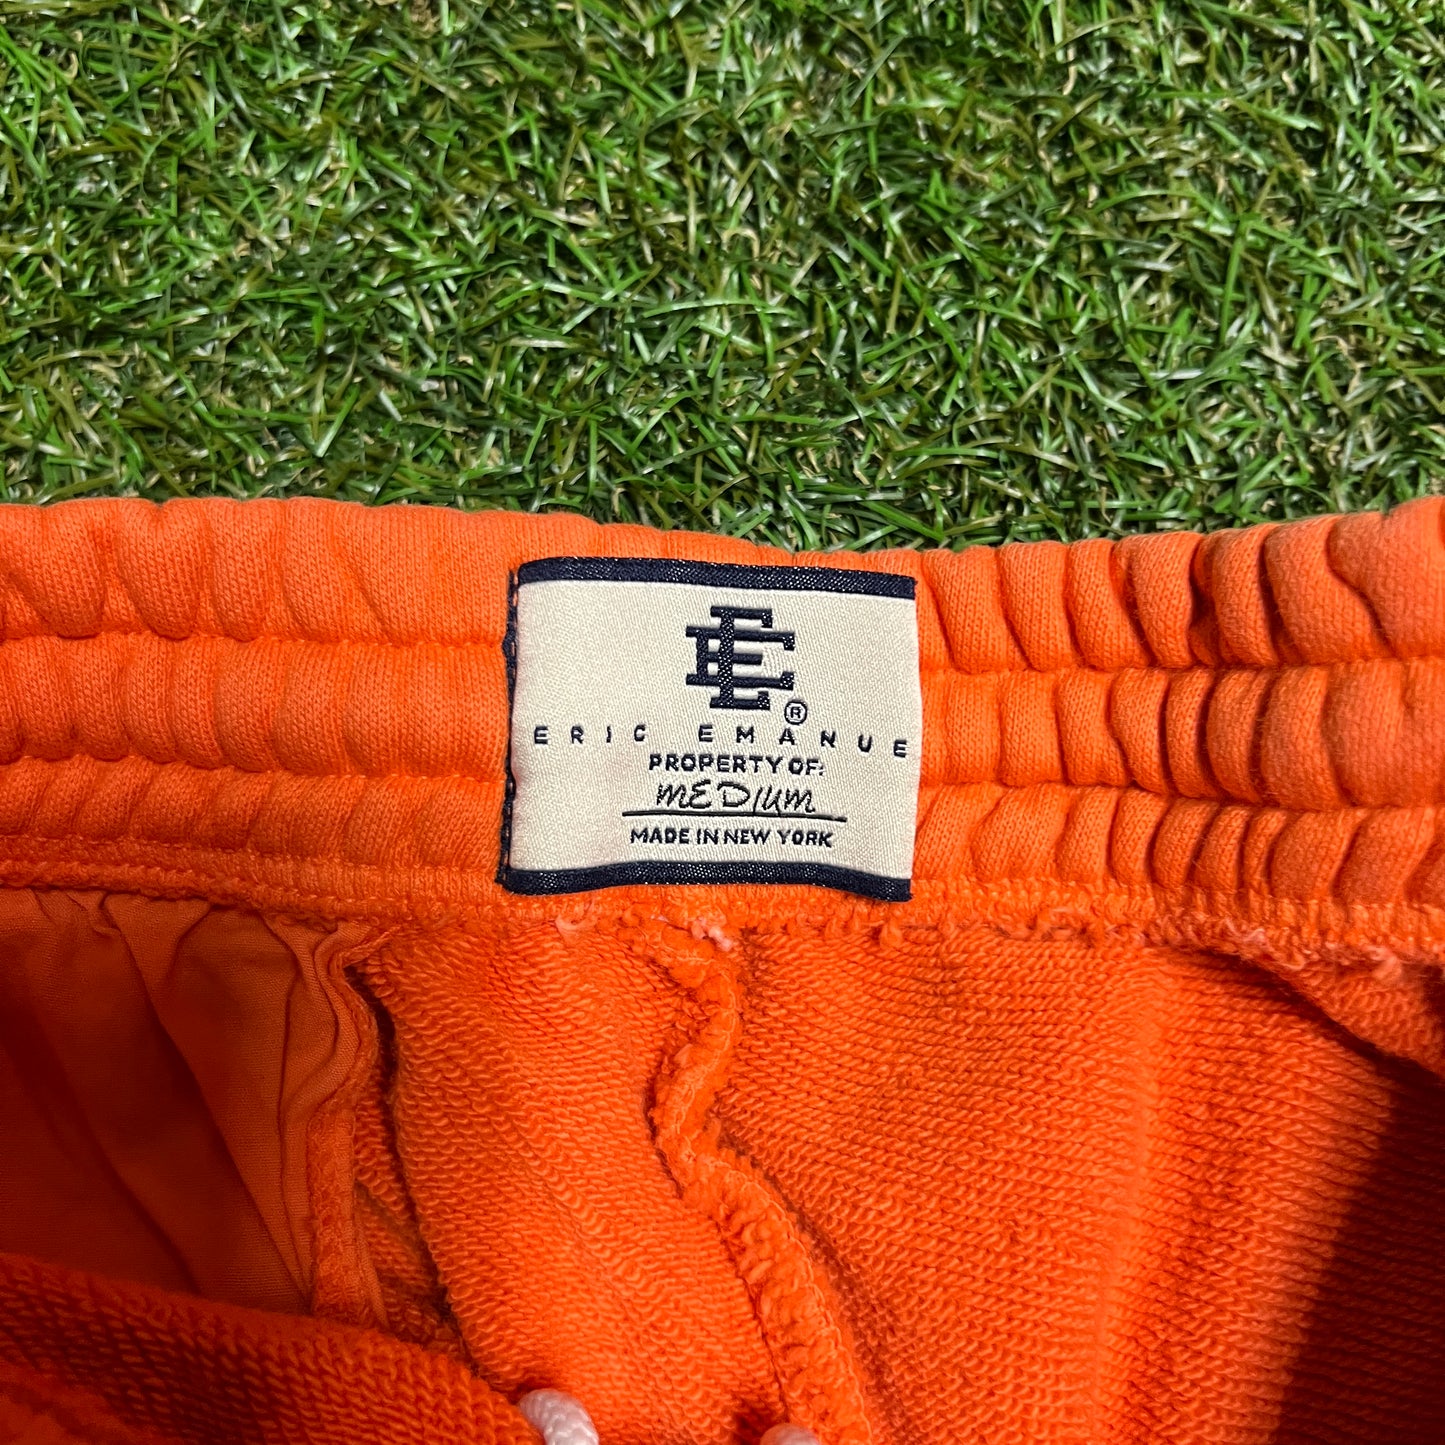 EE
®
ERIC EMANUE
PROPERTY OF:
MEDIUM
MADE IN NEW YORK